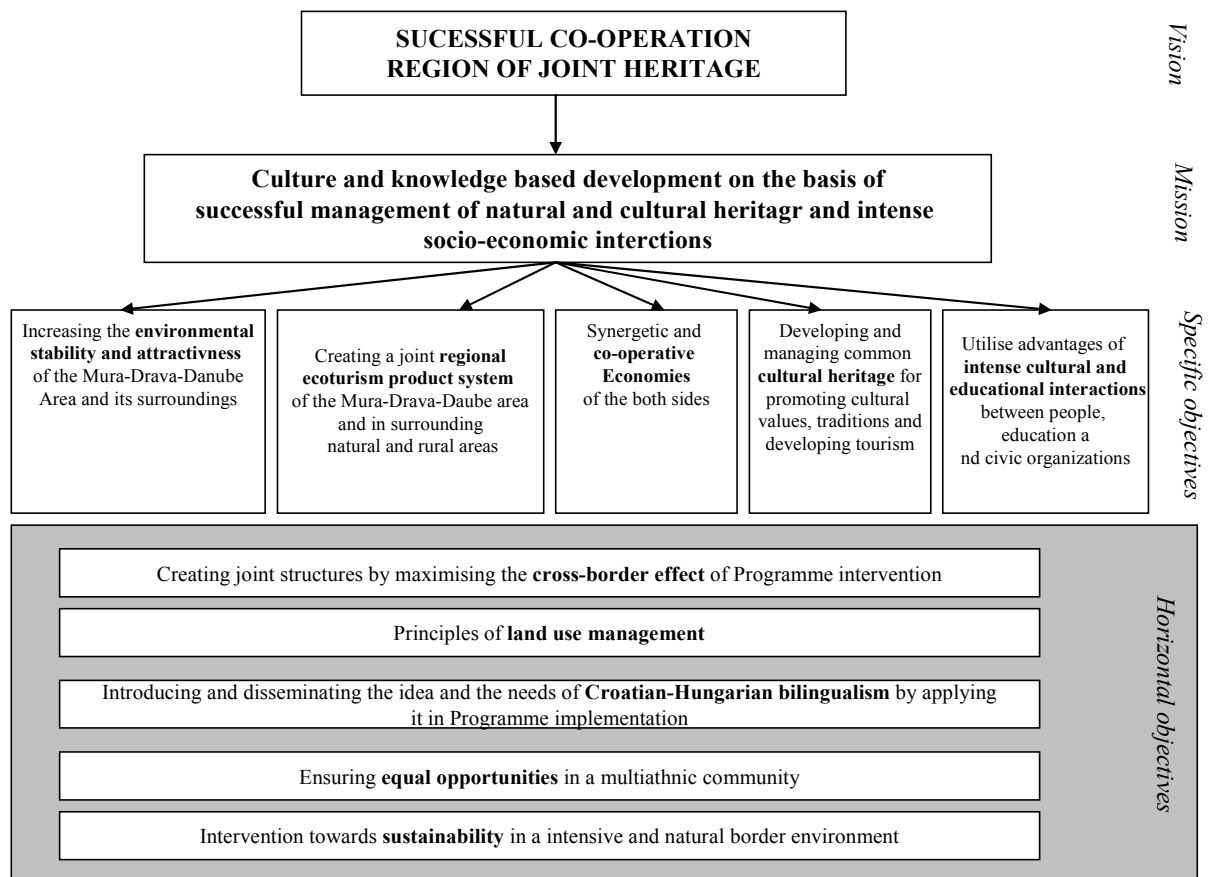 SUCESSFUL CO-OPERATION
REGION OF JOINT HERITAGE
Vision
Culture and knowledge based development on the basis of
successful management of natural and cultural heritagr and intense
socio-economic interctions
Mission
Increasing the environmental
stability and attractivness
of the Mura-Drava-Danube
Area and its surroundings
Creating a joint regional
ecoturism product system
of the Mura-Drava-Daube area
and in surrounding
natural and rural areas
Synergetic and
co-operative
Economies
of the both sides
Developing and
managing common
cultural heritage for
promoting cultural
values, traditions and
developing tourism
Utilise advantages of
intense cultural and
educational interactions
between people,
education a
nd civic organizations
Specific objectives
Creating joint structures by maximising the cross-border effect of Programme intervention
Principles of land use management
Introducing and disseminating the idea and the needs of Croatian-Hungarian bilingualism by applying
it in Programme implementation
Ensuring equal opportunities in a multiathnic community
Intervention towards sustainability in a intensive and natural border environment
Horizontal objectives